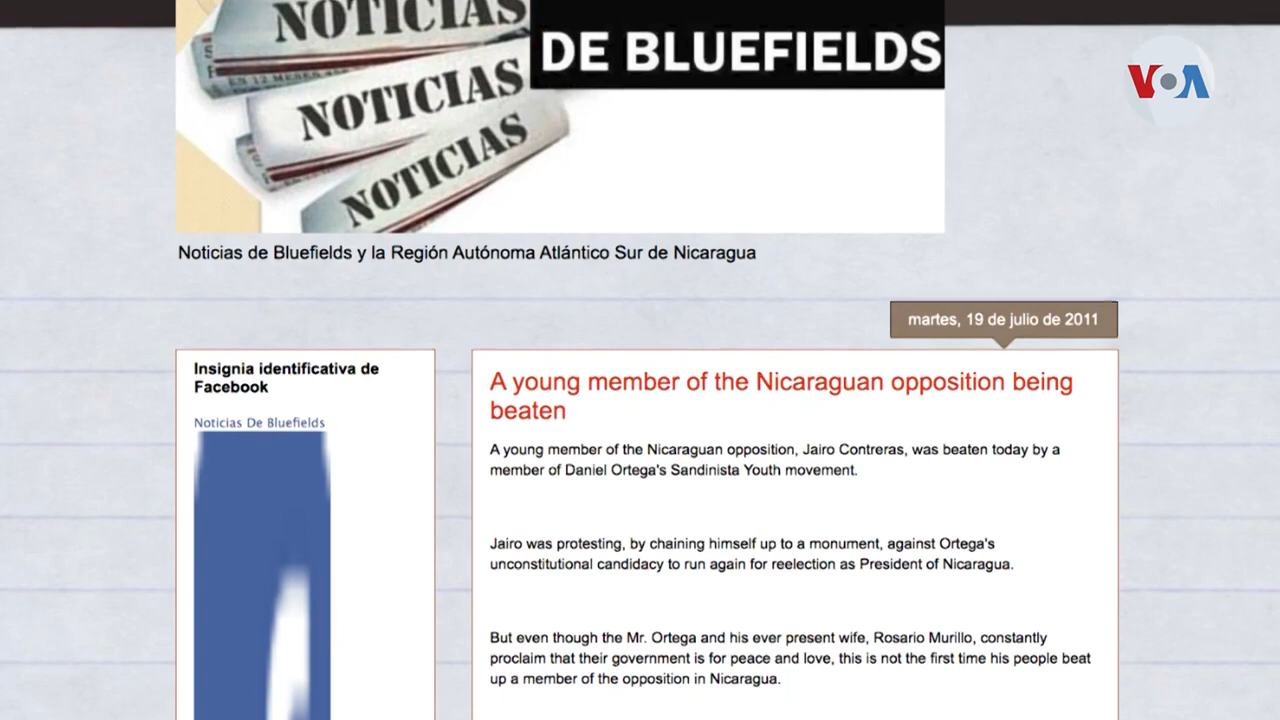 NOTICIAS
DE BLUEFIELDS
VOA
NOTICIAS
NOTICIAS
Noticias de Bluefields y la Región Autónoma Atlántico Sur de Nicaragua
martes, 19 de julio de 2011
Insignia identificativa de
Facebook
Noticias De Bluefields
A young member of the Nicaraguan opposition being
beaten
A young member of the Nicaraguan opposition, Jairo Contreras, was beaten today by a
member of Daniel Ortega's Sandinista Youth movement.
Jairo was protesting, by chaining himself up to a monument, against Ortega's
unconstitutional candidacy to run again for reelection as President of Nicaragua.
But even though the Mr. Ortega and his ever present wife, Rosario Murillo, constantly
proclaim that their government is for peace and love, this is not the first time his people beat
up a member of the opposition in Nicaragua.